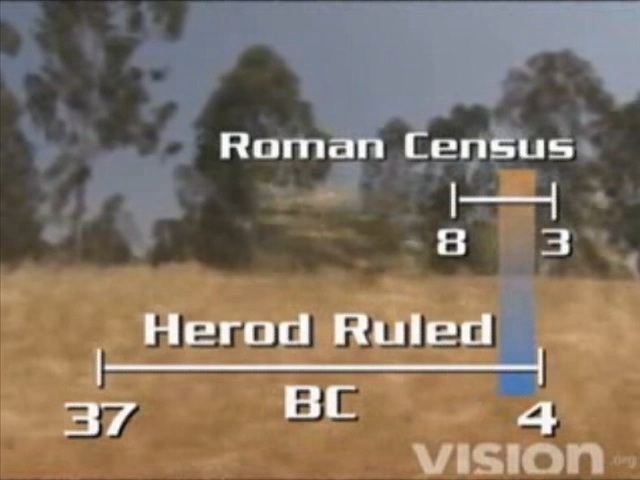 Roman Census
8 3
Herod Ruled
BC
37 4
VISION.org